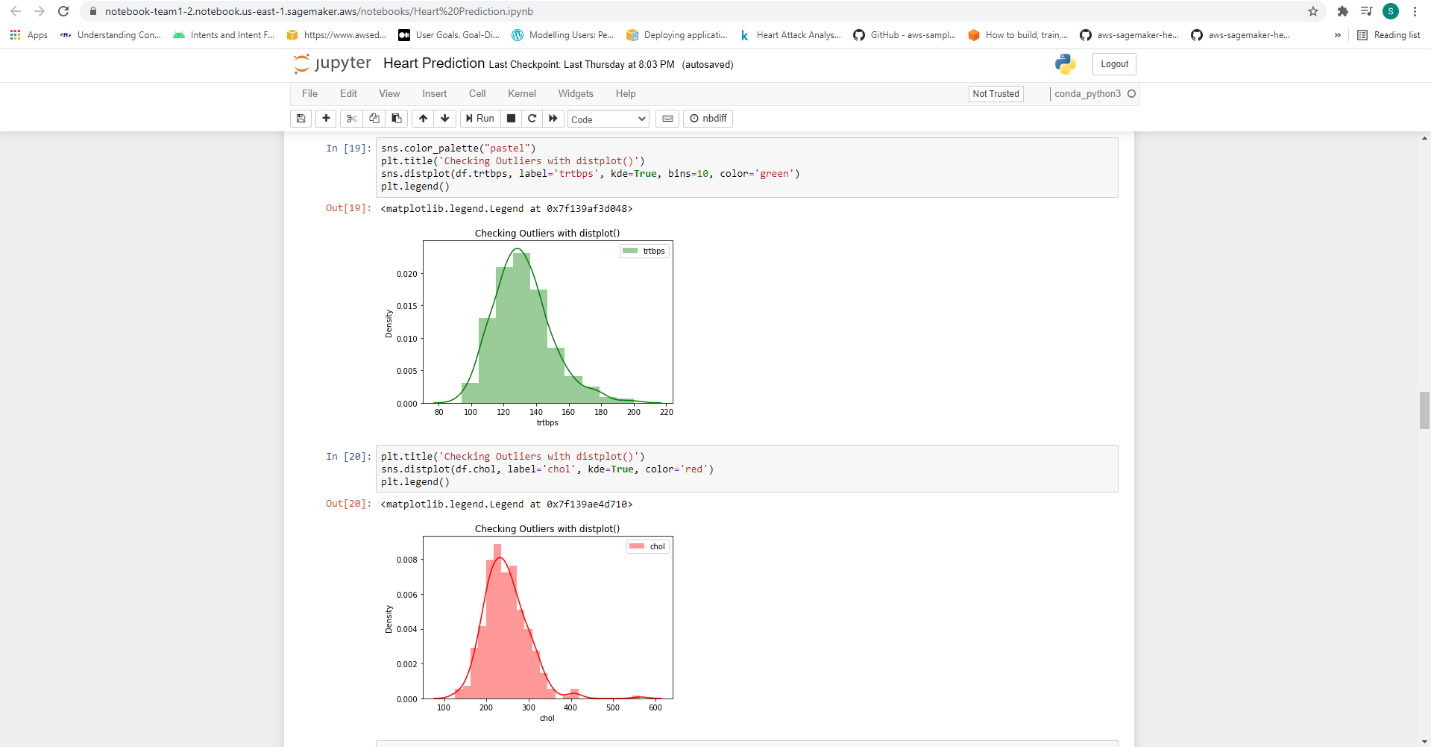 notebook-team1-2.notebook.us-east-1.sagemaker.aws/notebooks/Heart%20Prediction.ipynb
S
Apps Understanding Con... Intents and Intent F... https://www.awsed... User Goals. Goal-Di... Modelling Users: Pe... Deploying applicati... Heart Attack Analys... GitHub - aws-sampl... How to build, train,... aws-sagemaker-he... aws-sagemaker-he... » Reading list
jupyter Heart Prediction Last Checkpoint: Last Thursday at 8:03 PM (autosaved) Logout
File Edit View Insert Cell Kernel Widgets Help Not Trusted conda_python3
Run Code nbdiff
In [19]: sns.color_palette("pastel")
plt.title('Checking Outliers with distplot()')
sns.distplot(df.trtbps, label='trtbps', kde=True, bins=10, color='green')
plt.legend()
Out[19]: <matplotlib.legend.Legend at 0x7f139af3d048>
Checking Outliers with distplot()
trtbps
0.020
0.015
0.010
0.005
0.000
Density
80 100 120 140 160 180 200 220
trtbps
In [20]: plt.title('Checking Outliers with distplot()')
sns.distplot(df.chol, label='chol', kde=True, color='red')
plt.legend()
Out[20]: <matplotlib.legend.Legend at 0x7f139ae4d710>
Checking Outliers with distplot()
chol
0.008
0.006
0.004
0.002
0.000
Density
100 200 300 400 500 600
chol